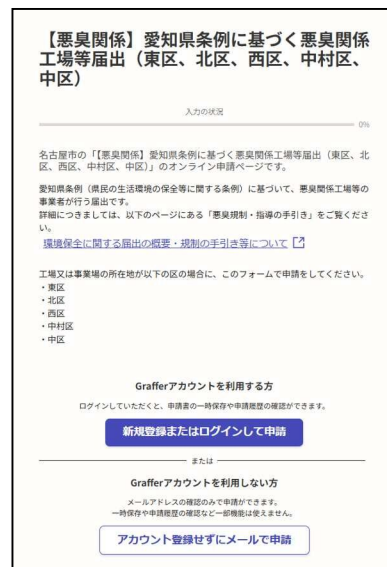 【悪臭関係】愛知県条例に基づく悪臭関係
工場等届出（東区、北区、西区、中村区、
中区）
入力の状況
0%
名古屋市の「【悪臭関係】愛知県条例に基づく悪臭関係工場等届出（東区、北
区、西区、中村区、中区）」のオンライン申請ページです。
愛知県条例（県民の生活環境の保全等に関する条例）に基づいて、悪臭関係工場等の
事業者が行う届出です。
詳細につきましては、以下のページにある「悪臭規制・指導の手引き」をご覧くださ
い。
環境保全に関する届出の概要・規制の手引き等について
工場又は事業場の所在地が以下の区の場合に、このフォームで申請をしてください。
・東区
・北区
・西区
・中村区
・中区
Grafferアカウントを利用する方
ログインしていただくと、申請書の一時保存や申請履歴の確認ができます。
新規登録またはログインして申請
または
Grafferアカウントを利用しない方
メールアドレスの確認のみで申請ができます。
一時保存や申請履歴の確認など一部機能は使えません。
アカウント登録せずにメールで申請